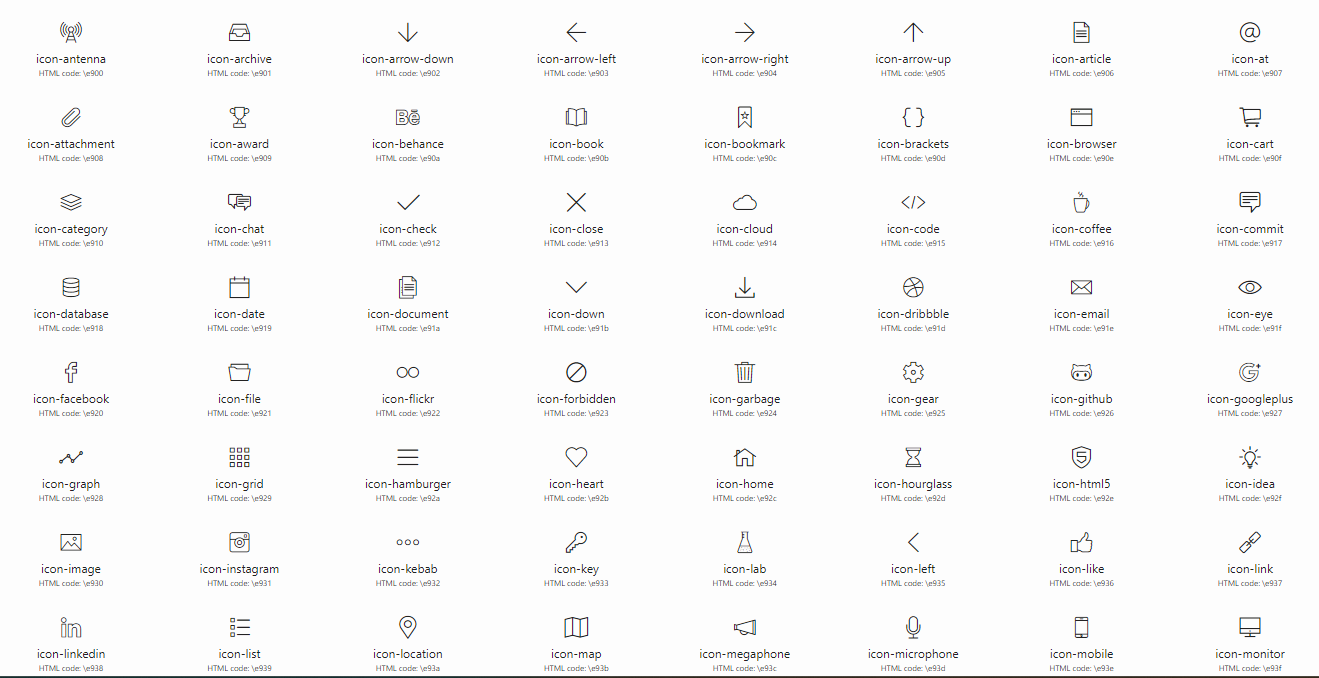 icon-antenna icon-archive icon-arrow-down icon-arrow-left icon-arrow-right icon-arrow-up icon-article icon-at
HTML code: \e900 HTML code: \e901 HTML code: \e902 HTML code: \e903 HTML code: \e904 HTML code: \e905 HTML code: \e906 HTML code: \e907
Bē
icon-attachment icon-award icon-behance icon-book icon-bookmark icon-brackets icon-browser icon-cart
HTML code: \e908 HTML code: \e909 HTML code: \e90a HTML code: \e90b HTML code: \e90c HTML code: \e90d HTML code: \e90e HTML code: \e90f
icon-category icon-chat icon-check icon-close icon-cloud icon-code icon-coffee icon-commit
HTML code: \e910 HTML code: \e911 HTML code: \e912 HTML code: \e913 HTML code: \e914 HTML code: \e915 HTML code: \e916 HTML code: \e917
icon-database icon-date icon-document icon-down icon-download icon-dribbble icon-email icon-eye
HTML code: \e918 HTML code: \e919 HTML code: \e91a HTML code: \e91b HTML code: \e91c HTML code: \e91d HTML code: \e91e HTML code: \e91f
f G+
icon-facebook icon-file icon-flickr icon-forbidden icon-garbage icon-gear icon-github icon-googleplus
HTML code: \e920 HTML code: \e921 HTML code: \e922 HTML code: \e923 HTML code: \e924 HTML code: \e925 HTML code: \e926 HTML code: \e927
5
icon-graph icon-grid icon-hamburger icon-heart icon-home icon-hourglass icon-html5 icon-idea
HTML code: \e928 HTML code: \e929 HTML code: \e92a HTML code: \e92b HTML code: \e92c HTML code: \e92d HTML code: \e92e HTML code: \e92f
icon-image icon-instagram icon-kebab icon-key icon-lab icon-left icon-like icon-link
HTML code: \e930 HTML code: \e931 HTML code: \e932 HTML code: \e933 HTML code: \e934 HTML code: \e935 HTML code: \e936 HTML code: \e937
in
icon-linkedin icon-list icon-location icon-map icon-megaphone icon-microphone icon-mobile icon-monitor
HTML code: \e938 HTML code: \e939 HTML code: \e93a HTML code: \e93b HTML code: \e93c HTML code: \e93d HTML code: \e93e HTML code: \e93f